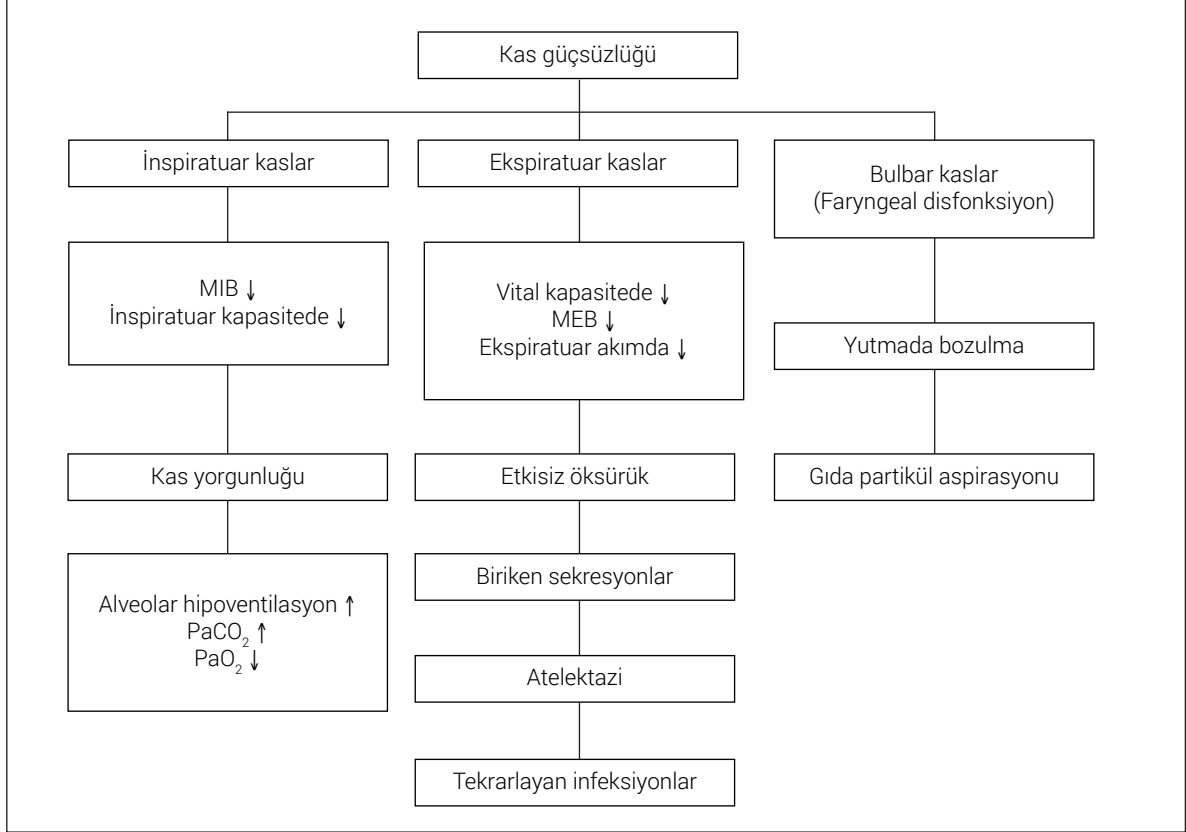 Kas güçsüzlüğü
İnspiratuar kaslar
Ekspiratuar kaslar
Bulbar kaslar
(Faryngeal disfonksiyon)
MIB ↓
İnspiratuar kapasitede ↓
Vital kapasitede ↓
MEB ↓
Ekspiratuar akımda ↓
Yutmada bozulma
Kas yorgunluğu
Etkisiz öksürük
Gıda partikül aspirasyonu
Alveolar hipoventilasyon ↑
PaCO₂ ↑
PaO₂ ↓
Biriken sekresyonlar
Atelektazi
Tekrarlayan infeksiyonlar